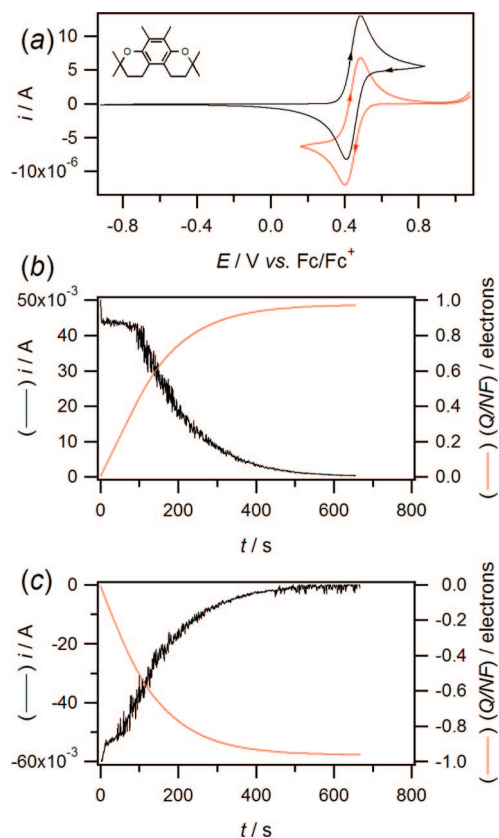 (a)
O O
i / A
10
5
0
-5
-10x10⁻⁶
-0.8 -0.4 0.0 0.4 0.8
E / V vs. Fc/Fc⁺
(b)
50x10⁻³
40
30
20
10
0
(—) i / A
1.0
0.8
0.6
0.4
0.2
0.0
(—) (Q/NF) / electrons
0 200 400 600 800
t / s
(c)
0
-20
-40
-60x10⁻³
(—) i / A
0.0
-0.2
-0.4
-0.6
-0.8
-1.0
(—) (Q/NF) / electrons
0 200 400 600 800
t / s